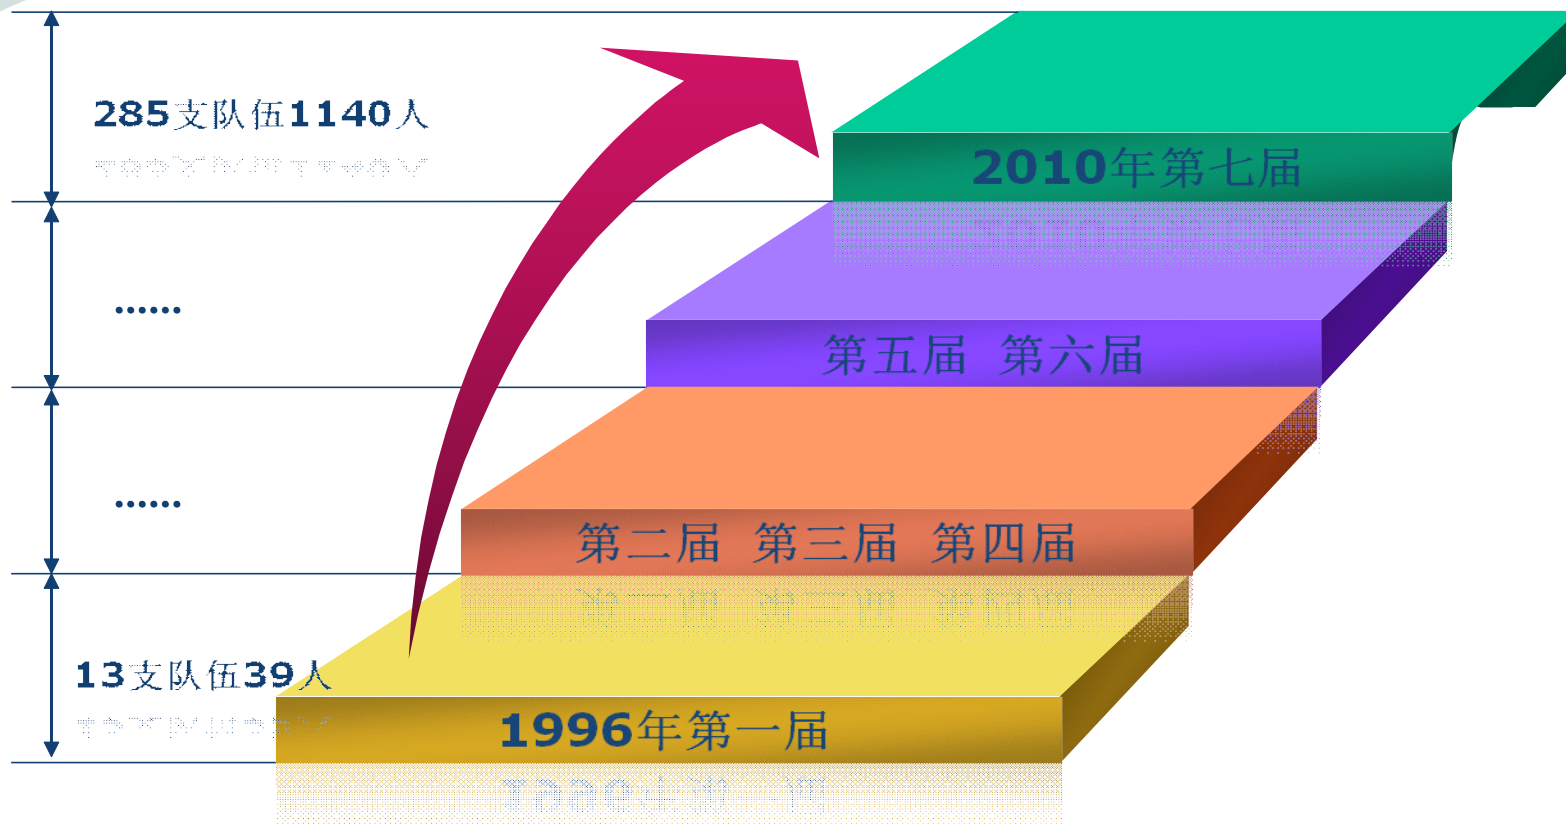 285支队伍1140人
2010年第七届
······
第五届 第六届
······
第二届 第三届 第四届
13支队伍39人
1996年第一届